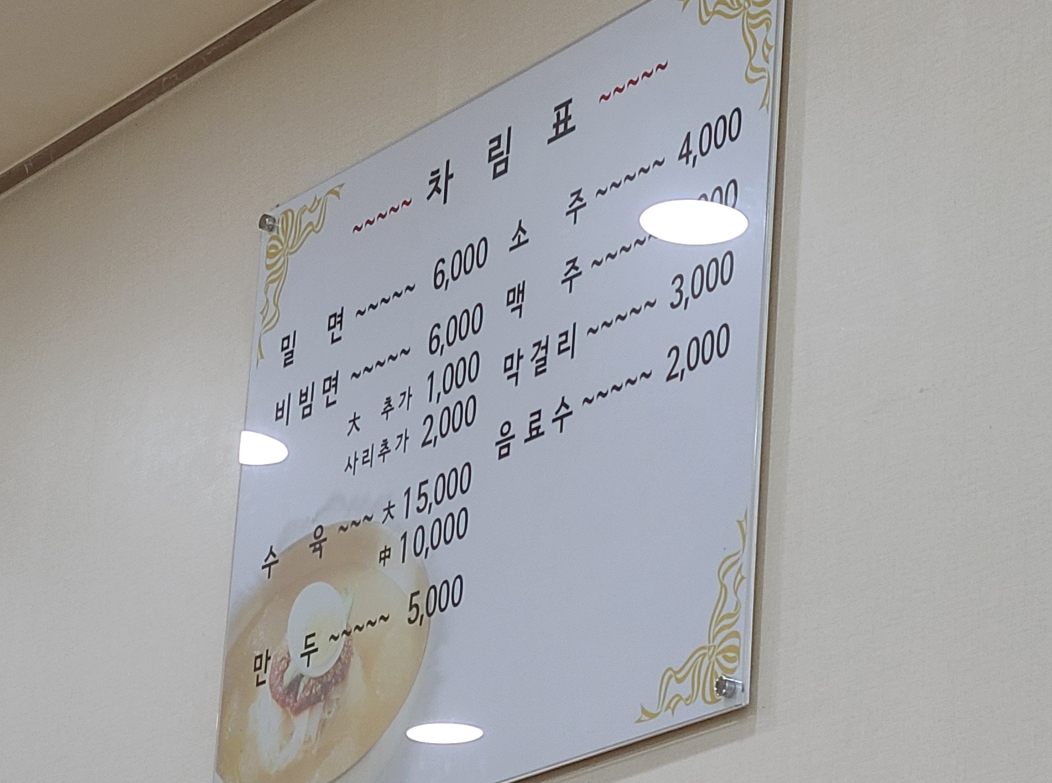 ~~~~~ 차 림 표 ~~~~~
밀 면 ~~~~~ 6,000
비빔면 ~~~~~ 6,000
大 추가 1,000
사리추가 2,000
수 육 ~~~ 大 15,000
中 10,000
만 두 ~~~~~ 5,000
소 주 ~~~~~ 4,000
맥 주 ~~~~~
막걸리 ~~~~~ 3,000
음료수 ~~~~~ 2,000